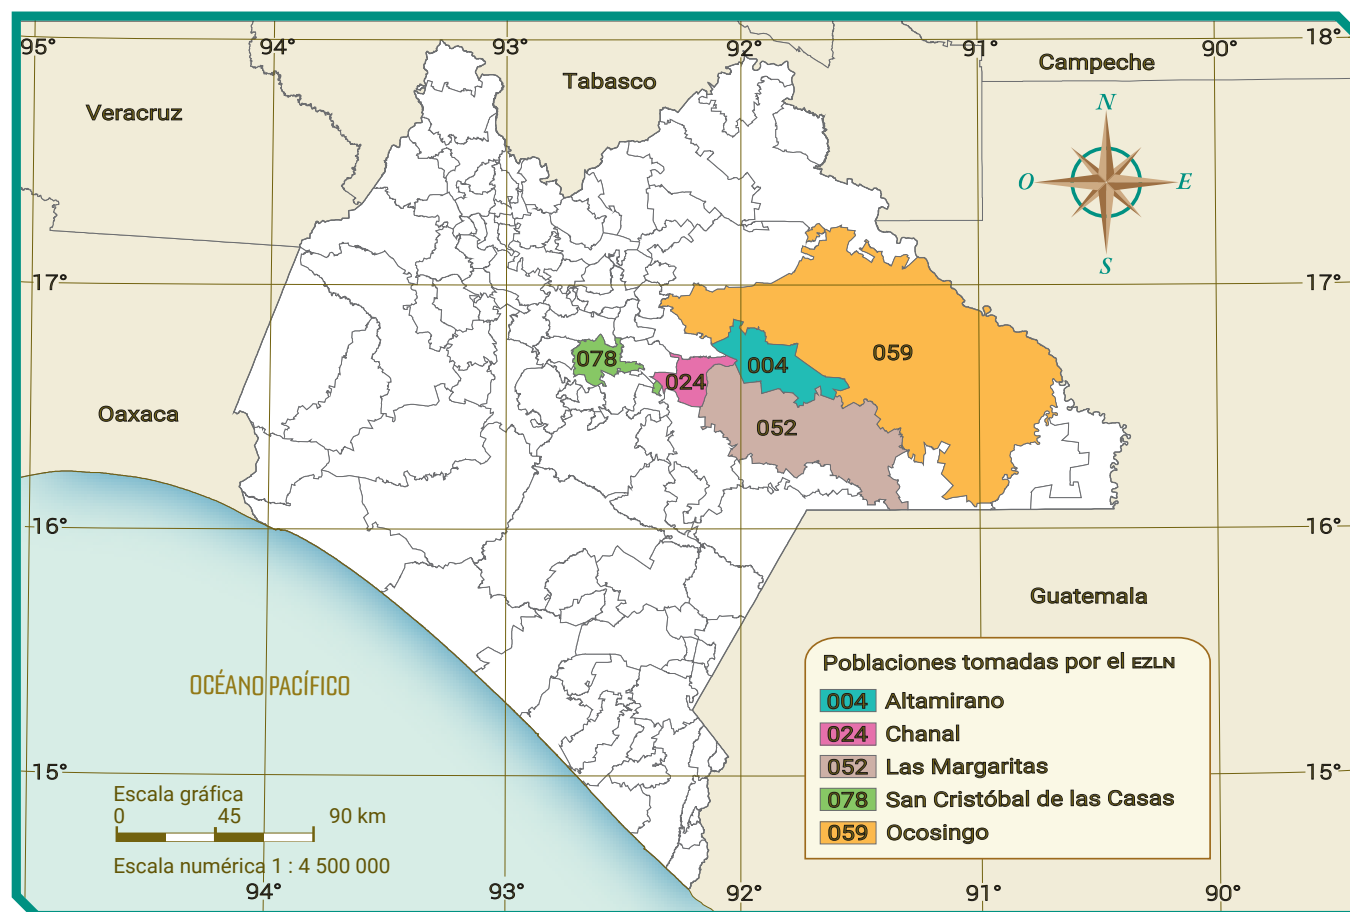 95°
94°
93°
92°
91°
90°
18°
Campeche
Tabasco
Veracruz
N
O
E
S
17°
17°
059
078
004
024
052
Oaxaca
16°
16°
Guatemala
OCÉANO PACÍFICO
Poblaciones tomadas por el EZLN
004 Altamirano
024 Chanal
052 Las Margaritas
078 San Cristóbal de las Casas
059 Ocosingo
15°
15°
Escala gráfica
0 45 90 km
Escala numérica 1 : 4 500 000
94°
93°
92°
91°
90°